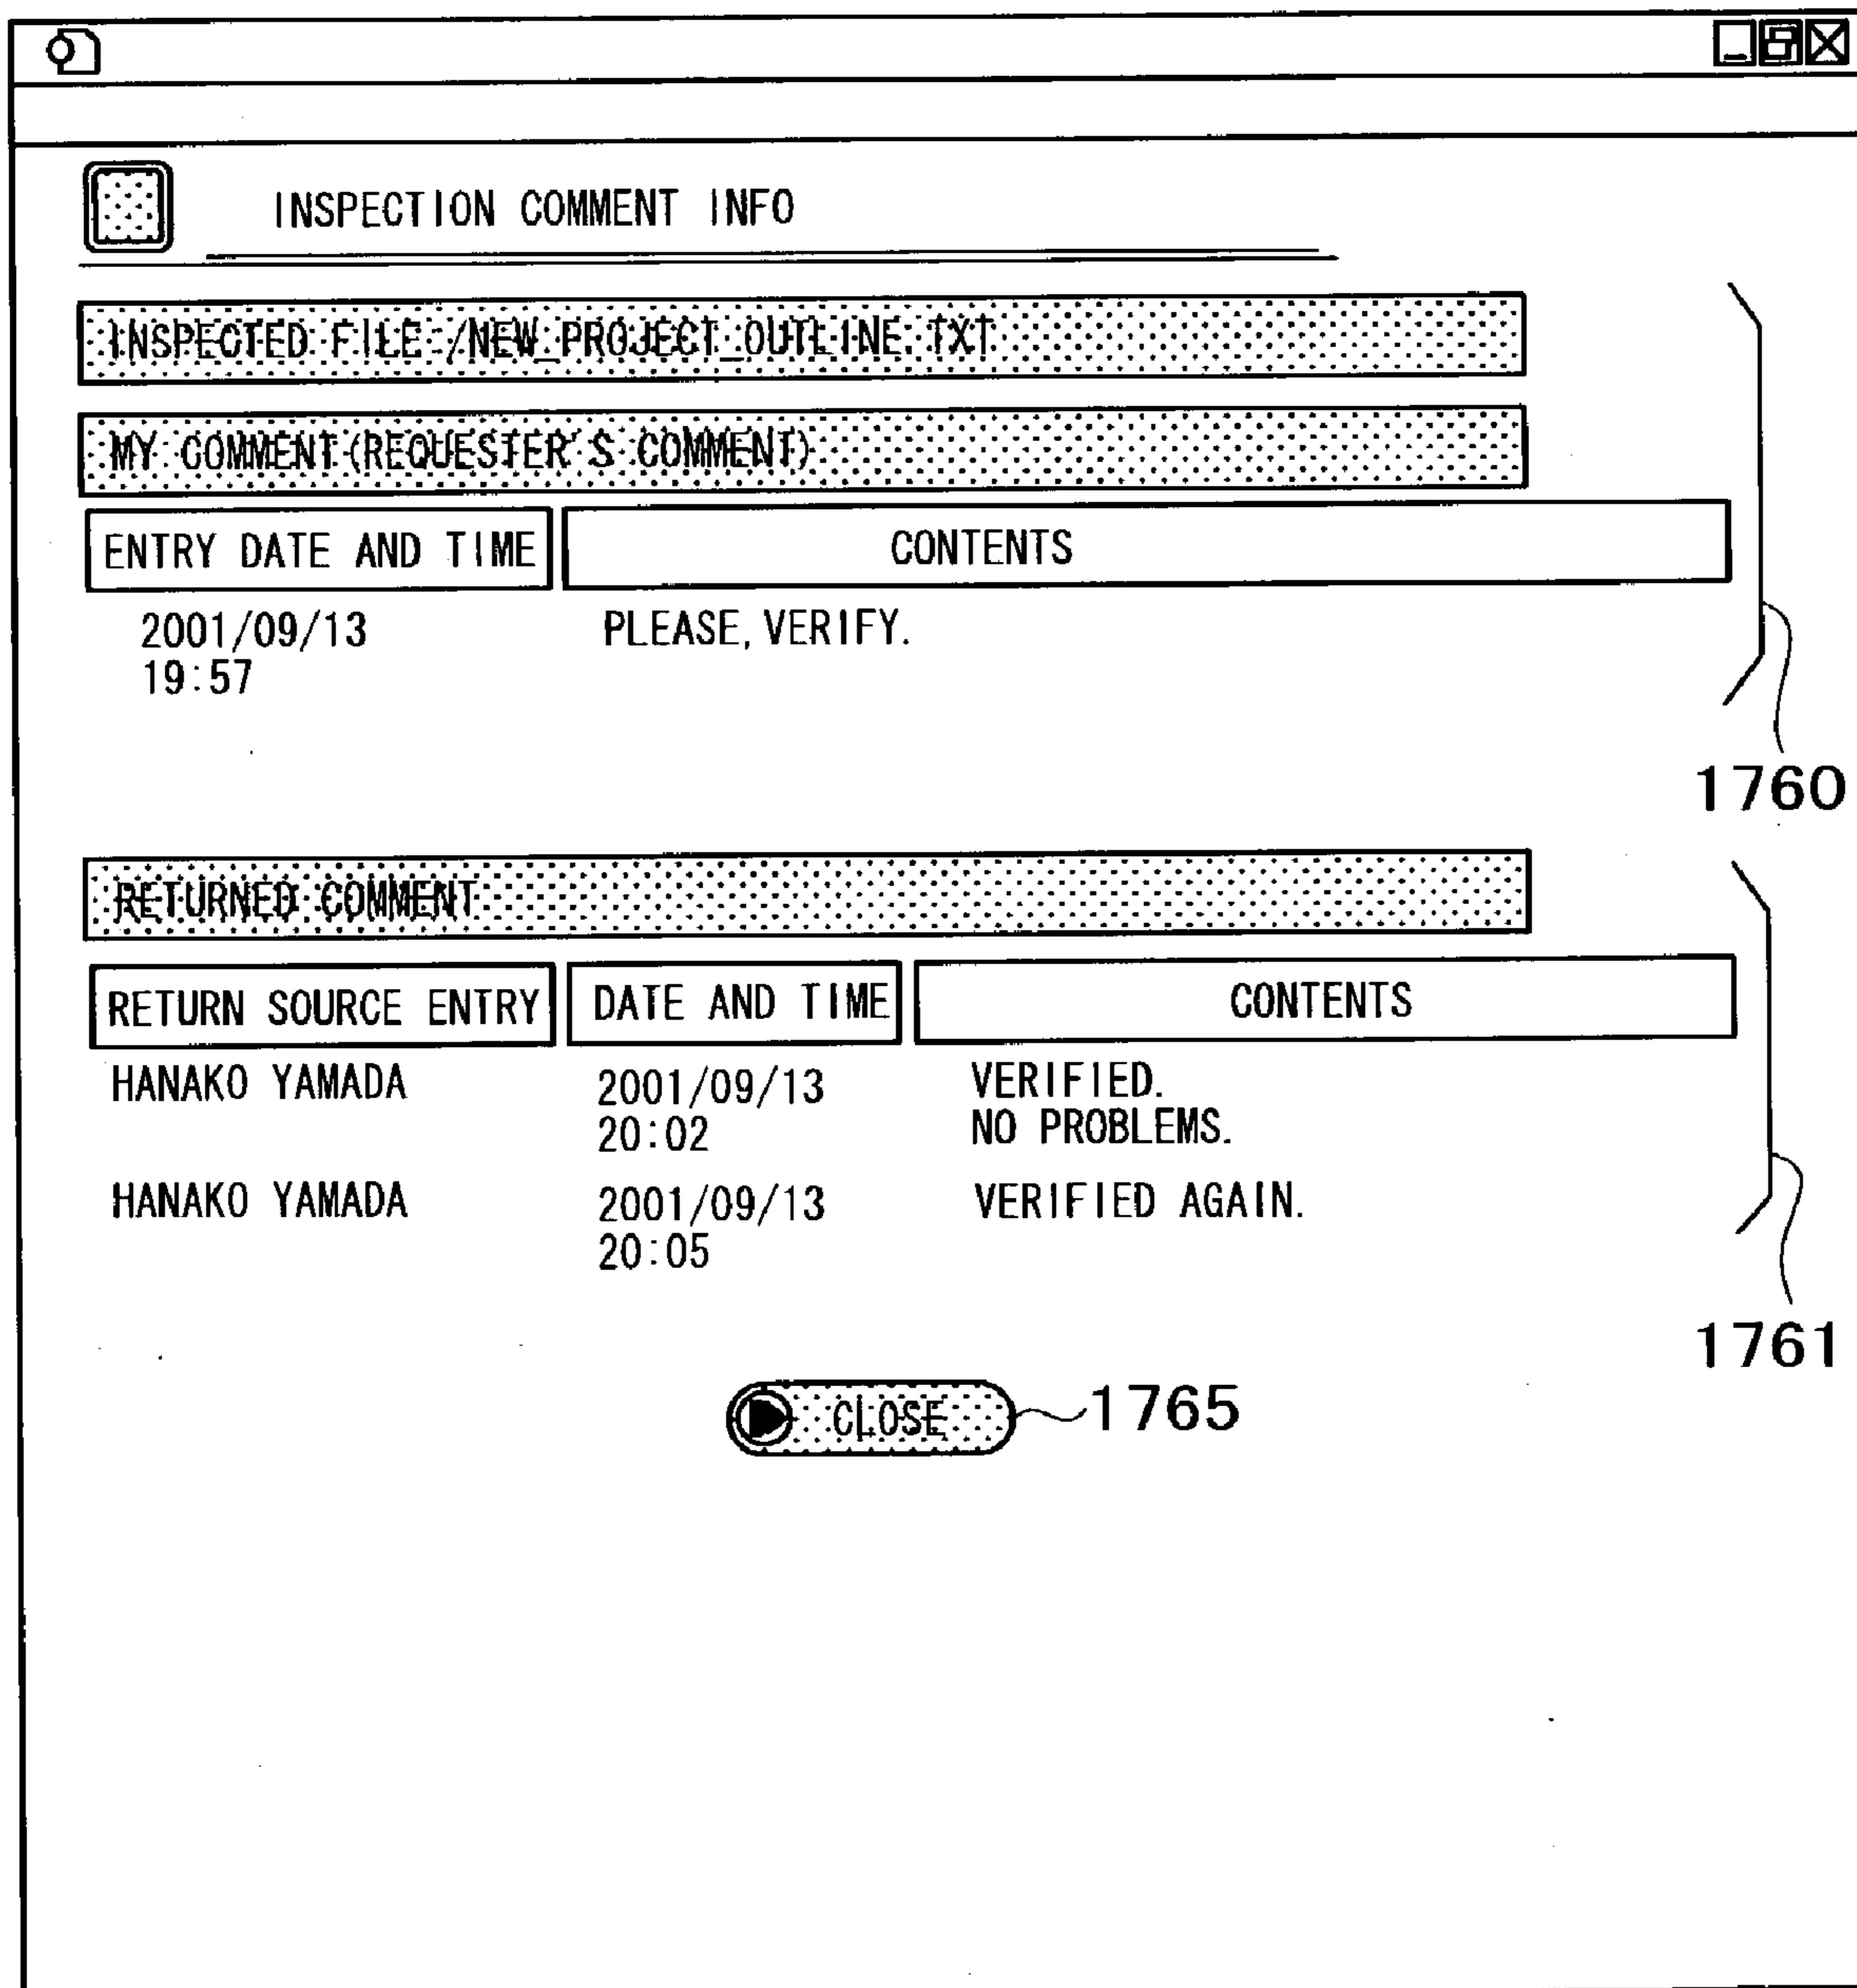 INSPECTION COMMENT INFO
INSPECTED FILE:/NEW_PROJECT_OUTLINE.TXT
MY COMMENT(REQUESTER'S COMMENT)
ENTRY DATE AND TIME CONTENTS
2001/09/13 PLEASE, VERIFY.
19:57
1760
RETURNED COMMENT
RETURN SOURCE ENTRY DATE AND TIME CONTENTS
HANAKO YAMADA 2001/09/13 VERIFIED.
20:02 NO PROBLEMS.
HANAKO YAMADA 2001/09/13 VERIFIED AGAIN.
20:05
1761
CLOSE 1765